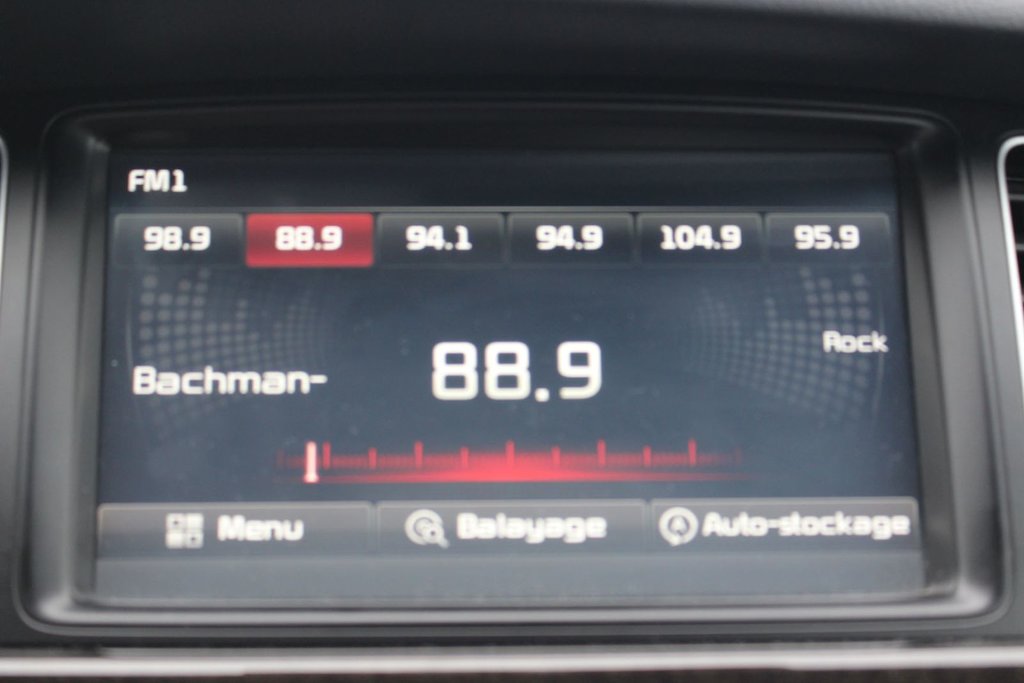 FM1
98.9 88.9 94.1 94.9 104.9 95.9
Rock
Bachman- 88.9
Menu Balayage Auto-stockage